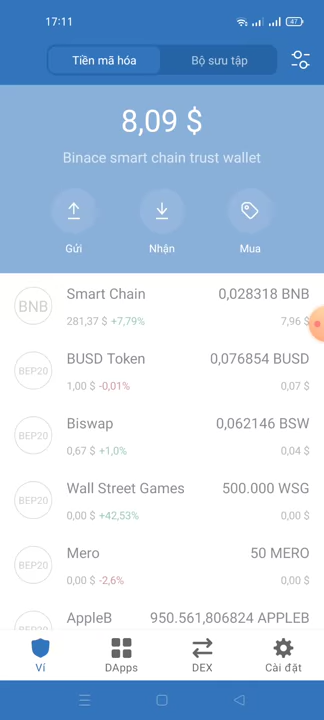 17:11
47
Tiền mã hóa
Bộ sưu tập
8,09 $
Binace smart chain trust wallet
Gửi
Nhận
Mua
BNB
Smart Chain
0,028318 BNB
281,37 $ +7,79%
7,96 $
BEP20
BUSD Token
0,076854 BUSD
1,00 $ -0,01%
0,07 $
BEP20
Biswap
0,062146 BSW
0,67 $ +1,0%
0,04 $
BEP20
Wall Street Games
500.000 WSG
0,00 $ +42,53%
0,00 $
BEP20
Mero
50 MERO
0,00 $ -2,6%
0,00 $
BEP20
AppleB
950.561,806824 APPLEB
Ví
DApps
DEX
Cài đặt